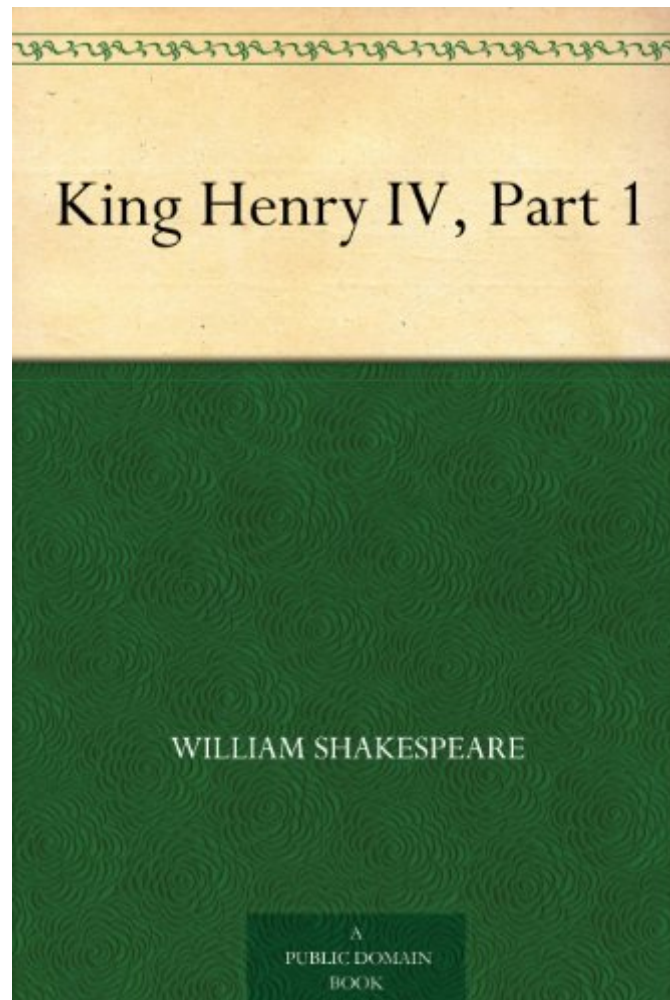 King Henry IV, Part 1
WILLIAM SHAKESPEARE
A
PUBLIC DOMAIN
BOOK